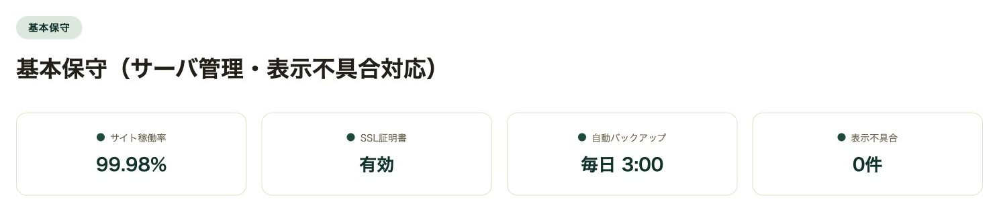 基本保守
基本保守（サーバ管理・表示不具合対応）
サイト稼働率
99.98%
SSL証明書
有効
自動バックアップ
毎日 3:00
表示不具合
0件